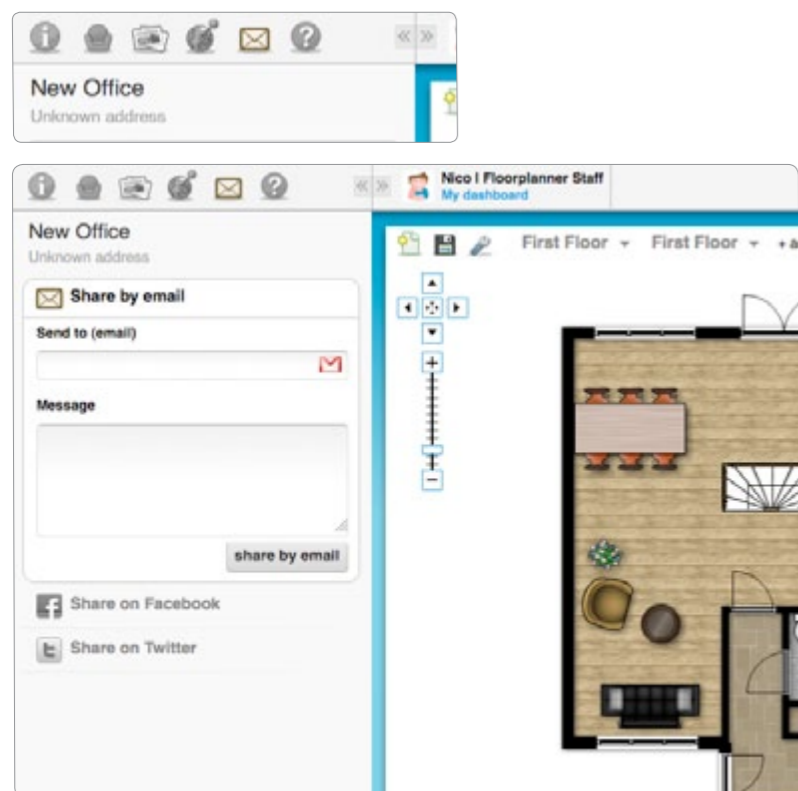 New Office
Unknown address
Nico | Floorplanner Staff
My dashboard
New Office
Unknown address
First Floor First Floor + a
Share by email
Send to (email)
Message
share by email
Share on Facebook
Share on Twitter